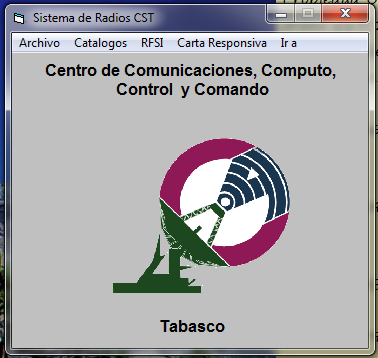 Sistema de Radios CST
Archivo Catalogos RFSI Carta Responsiva Ir a
Centro de Comunicaciones, Computo,
Control y Comando
Tabasco